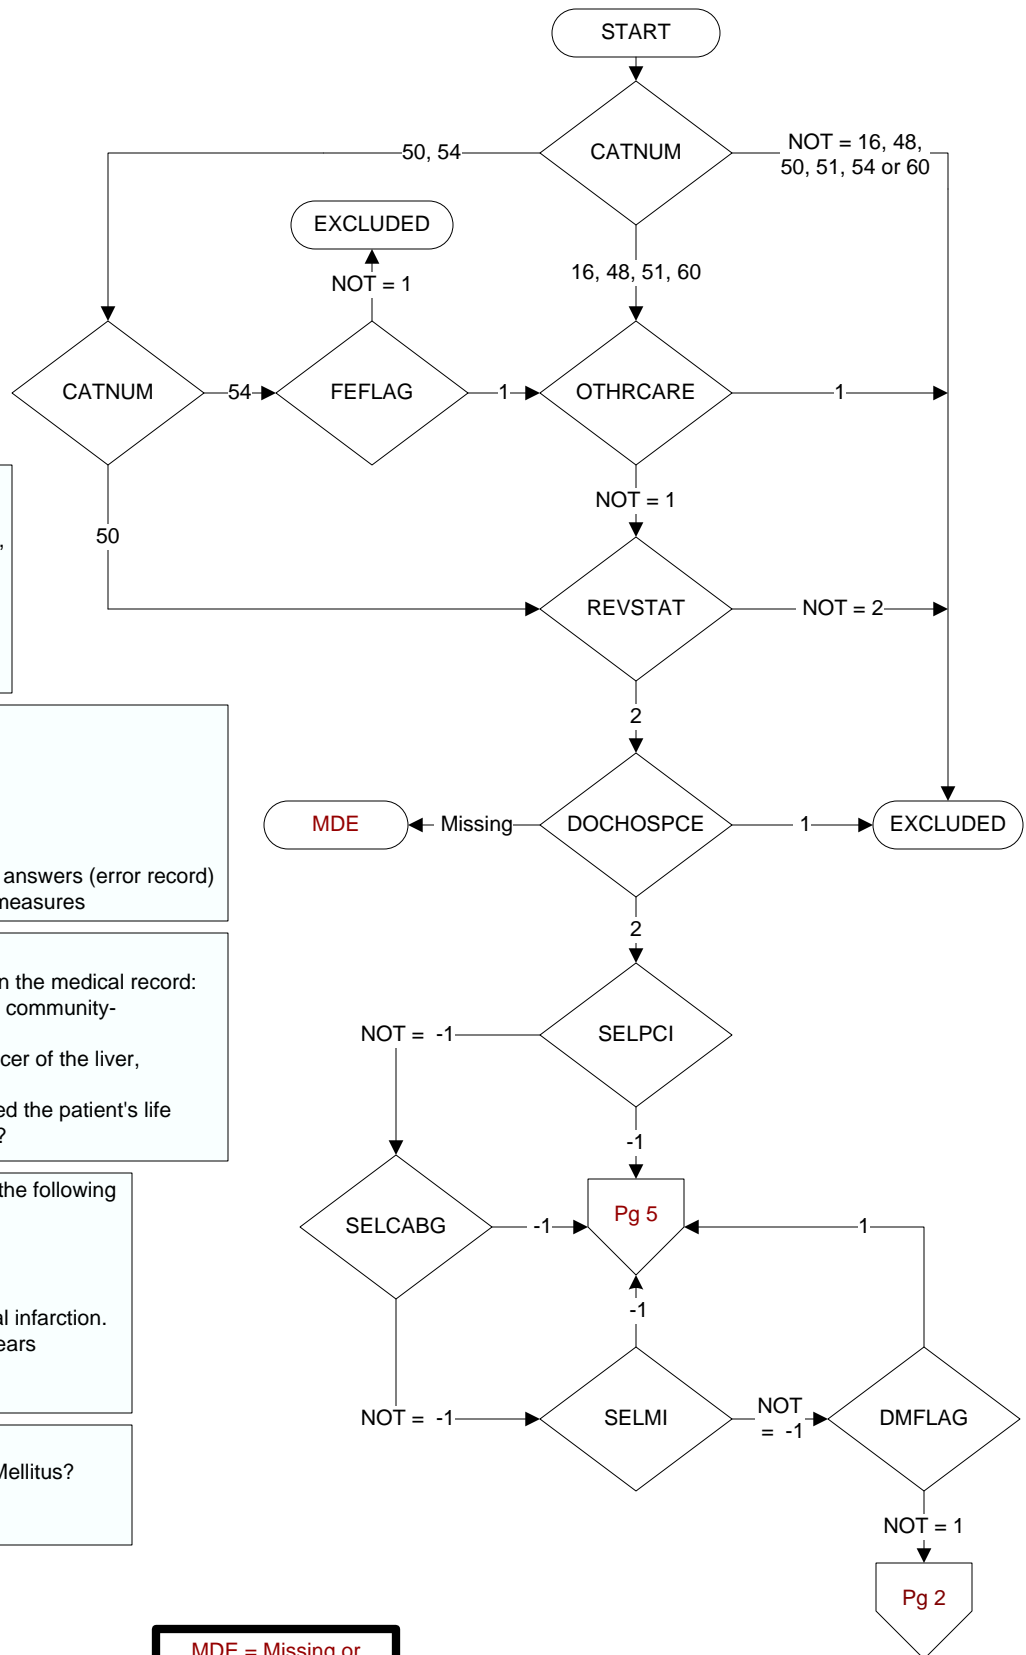 START
CATNUM
50, 54
NOT = 16, 48,
50, 51, 54 or 60
EXCLUDED
NOT = 1
16, 48, 51, 60
CATNUM
54
FEFLAG
1
OTHRCARE
1
NOT = 1
50
,
REVSTAT
NOT = 2
2
MDE
Missing
DOCHOSPCE
1
EXCLUDED
answers (error record)
measures
2
n the medical record:
community-
cer of the liver,
ed the patient's life
?
SELPCI
NOT = -1
-1
the following
al infarction.
ears
SELCABG
-1
Pg 5
1
-1
NOT = -1
SELMI
NOT
= -1
DMFLAG
Mellitus?
NOT = 1
Pg 2
MDE = Missing or